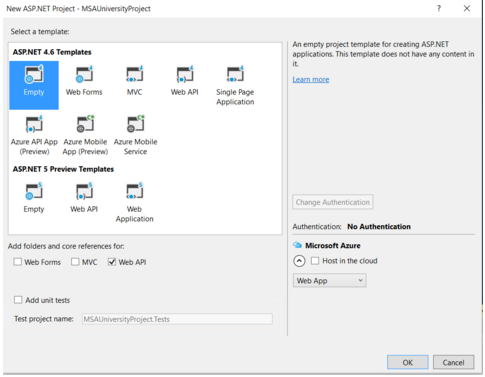 New ASP.NET Project - MSAUniversityProject
Select a template:
ASP.NET 4.6 Templates
Empty
Web Forms
MVC
Web API
Single Page
Application
Azure API App
(Preview)
Azure Mobile
App (Preview)
Azure Mobile
Service
ASP.NET 5 Preview Templates
Empty
Web API
Web
Application
An empty project template for creating ASP.NET
applications. This template does not have any content in
it.
Learn more
Change Authentication
Authentication: No Authentication
Microsoft Azure
Host in the cloud
Web App
Add folders and core references for:
Web Forms
MVC
Web API
Add unit tests
Test project name:
MSAUniversityProject.Tests
OK
Cancel